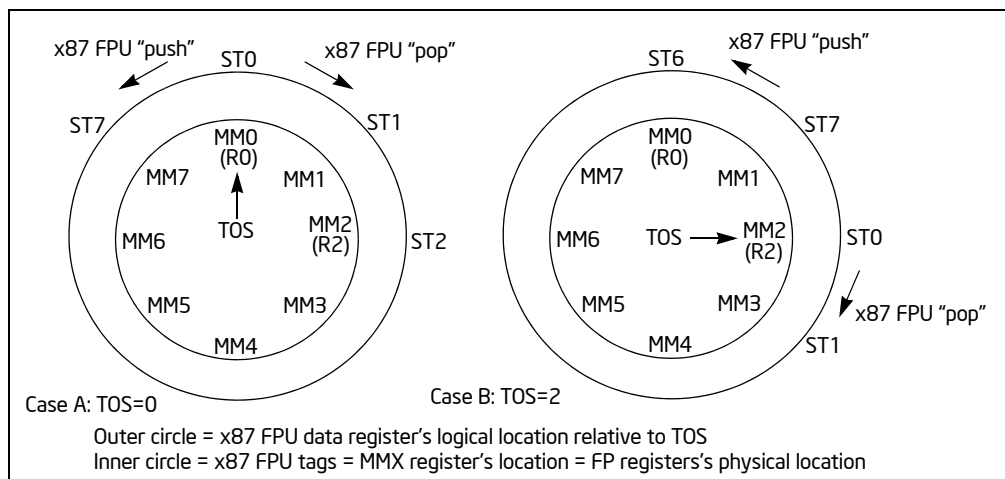 x87 FPU “push”
ST0
x87 FPU “pop”
ST7
ST1
MM0
(R0)
MM7
MM1
TOS
MM2
(R2)
MM6
ST2
MM5
MM3
MM4
Case A: TOS=0
x87 FPU “push”
ST6
ST7
MM0
(R0)
MM7
MM1
TOS
MM2
(R2)
MM6
ST0
MM5
MM3
x87 FPU “pop”
MM4
ST1
Case B: TOS=2
Outer circle = x87 FPU data register’s logical location relative to TOS
Inner circle = x87 FPU tags = MMX register’s location = FP registers’s physical location